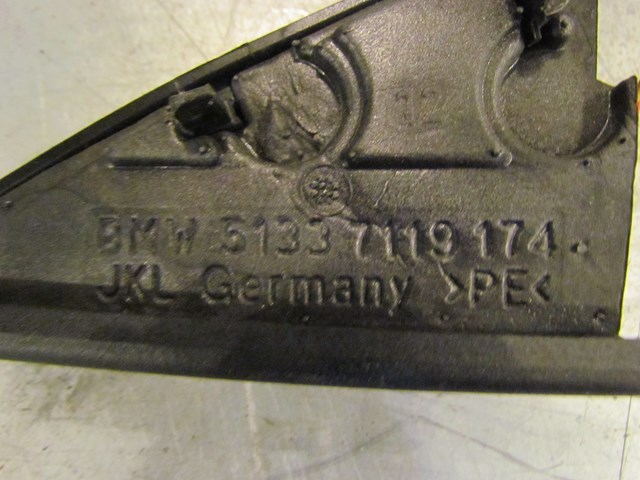 BMW 5133 7119 174
JKL Germany >PE<